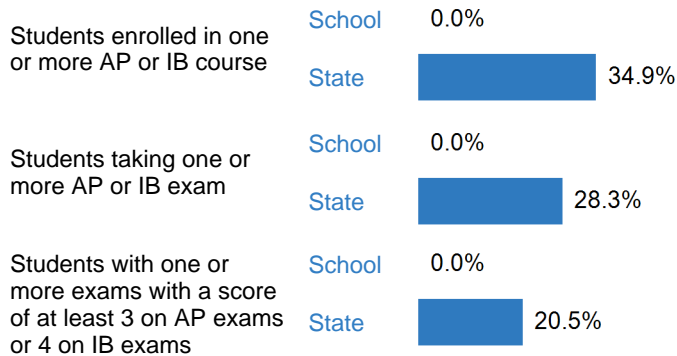 Students enrolled in one
or more AP or IB course
School 0.0%
State 34.9%
Students taking one or
more AP or IB exam
School 0.0%
State 28.3%
Students with one or
more exams with a score
of at least 3 on AP exams
or 4 on IB exams
School 0.0%
State 20.5%